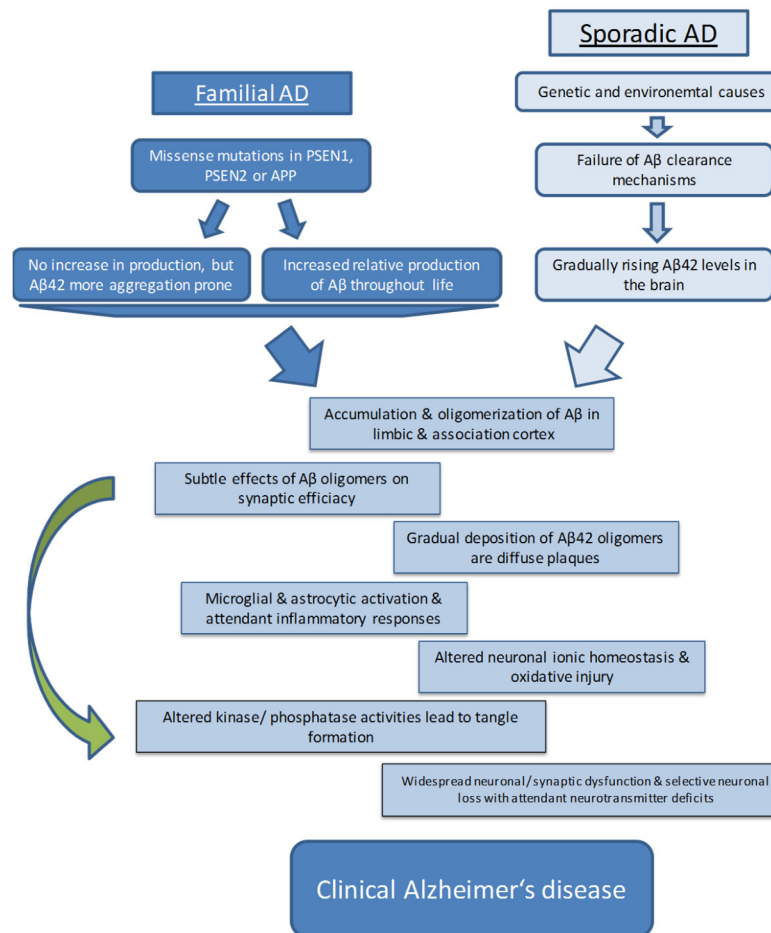 Sporadic AD
Familial AD
Genetic and environemtal causes
Missense mutations in PSEN1,
PSEN2 or APP
Failure of Aβ clearance
mechanisms
No increase in production, but
Aβ42 more aggregation prone
Increased relative production
of Aβ throughout life
Gradually rising Aβ42 levels in
the brain
Accumulation & oligomerization of Aβ in
limbic & association cortex
Subtle effects of Aβ oligomers on
synaptic efficiacy
Gradual deposition of Aβ42 oligomers
are diffuse plaques
Microglial & astrocytic activation &
attendant inflammatory responses
Altered neuronal ionic homeostasis &
oxidative injury
Altered kinase/ phosphatase activities lead to tangle
formation
Widespread neuronal/synaptic dysfunction & selective neuronal
loss with attendant neurotransmitter deficits
Clinical Alzheimer‘s disease